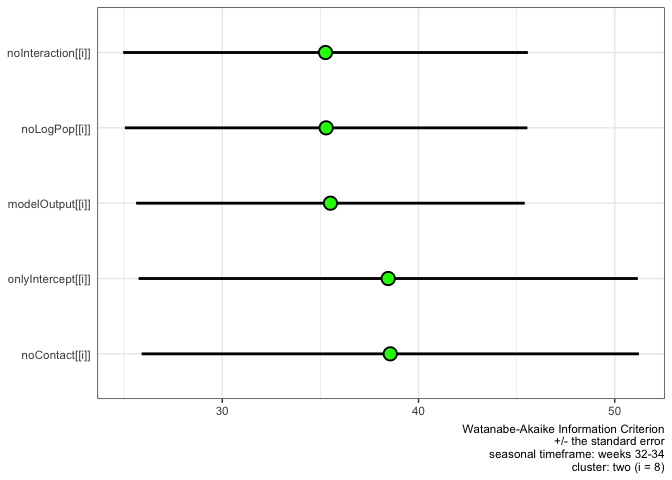 noInteraction[[i]]
noLogPop[[i]]
modelOutput[[i]]
onlyIntercept[[i]]
noContact[[i]]
30 40 50
Watanabe-Akaike Information Criterion
+/- the standard error
seasonal timeframe: weeks 32-34
cluster: two (i = 8)